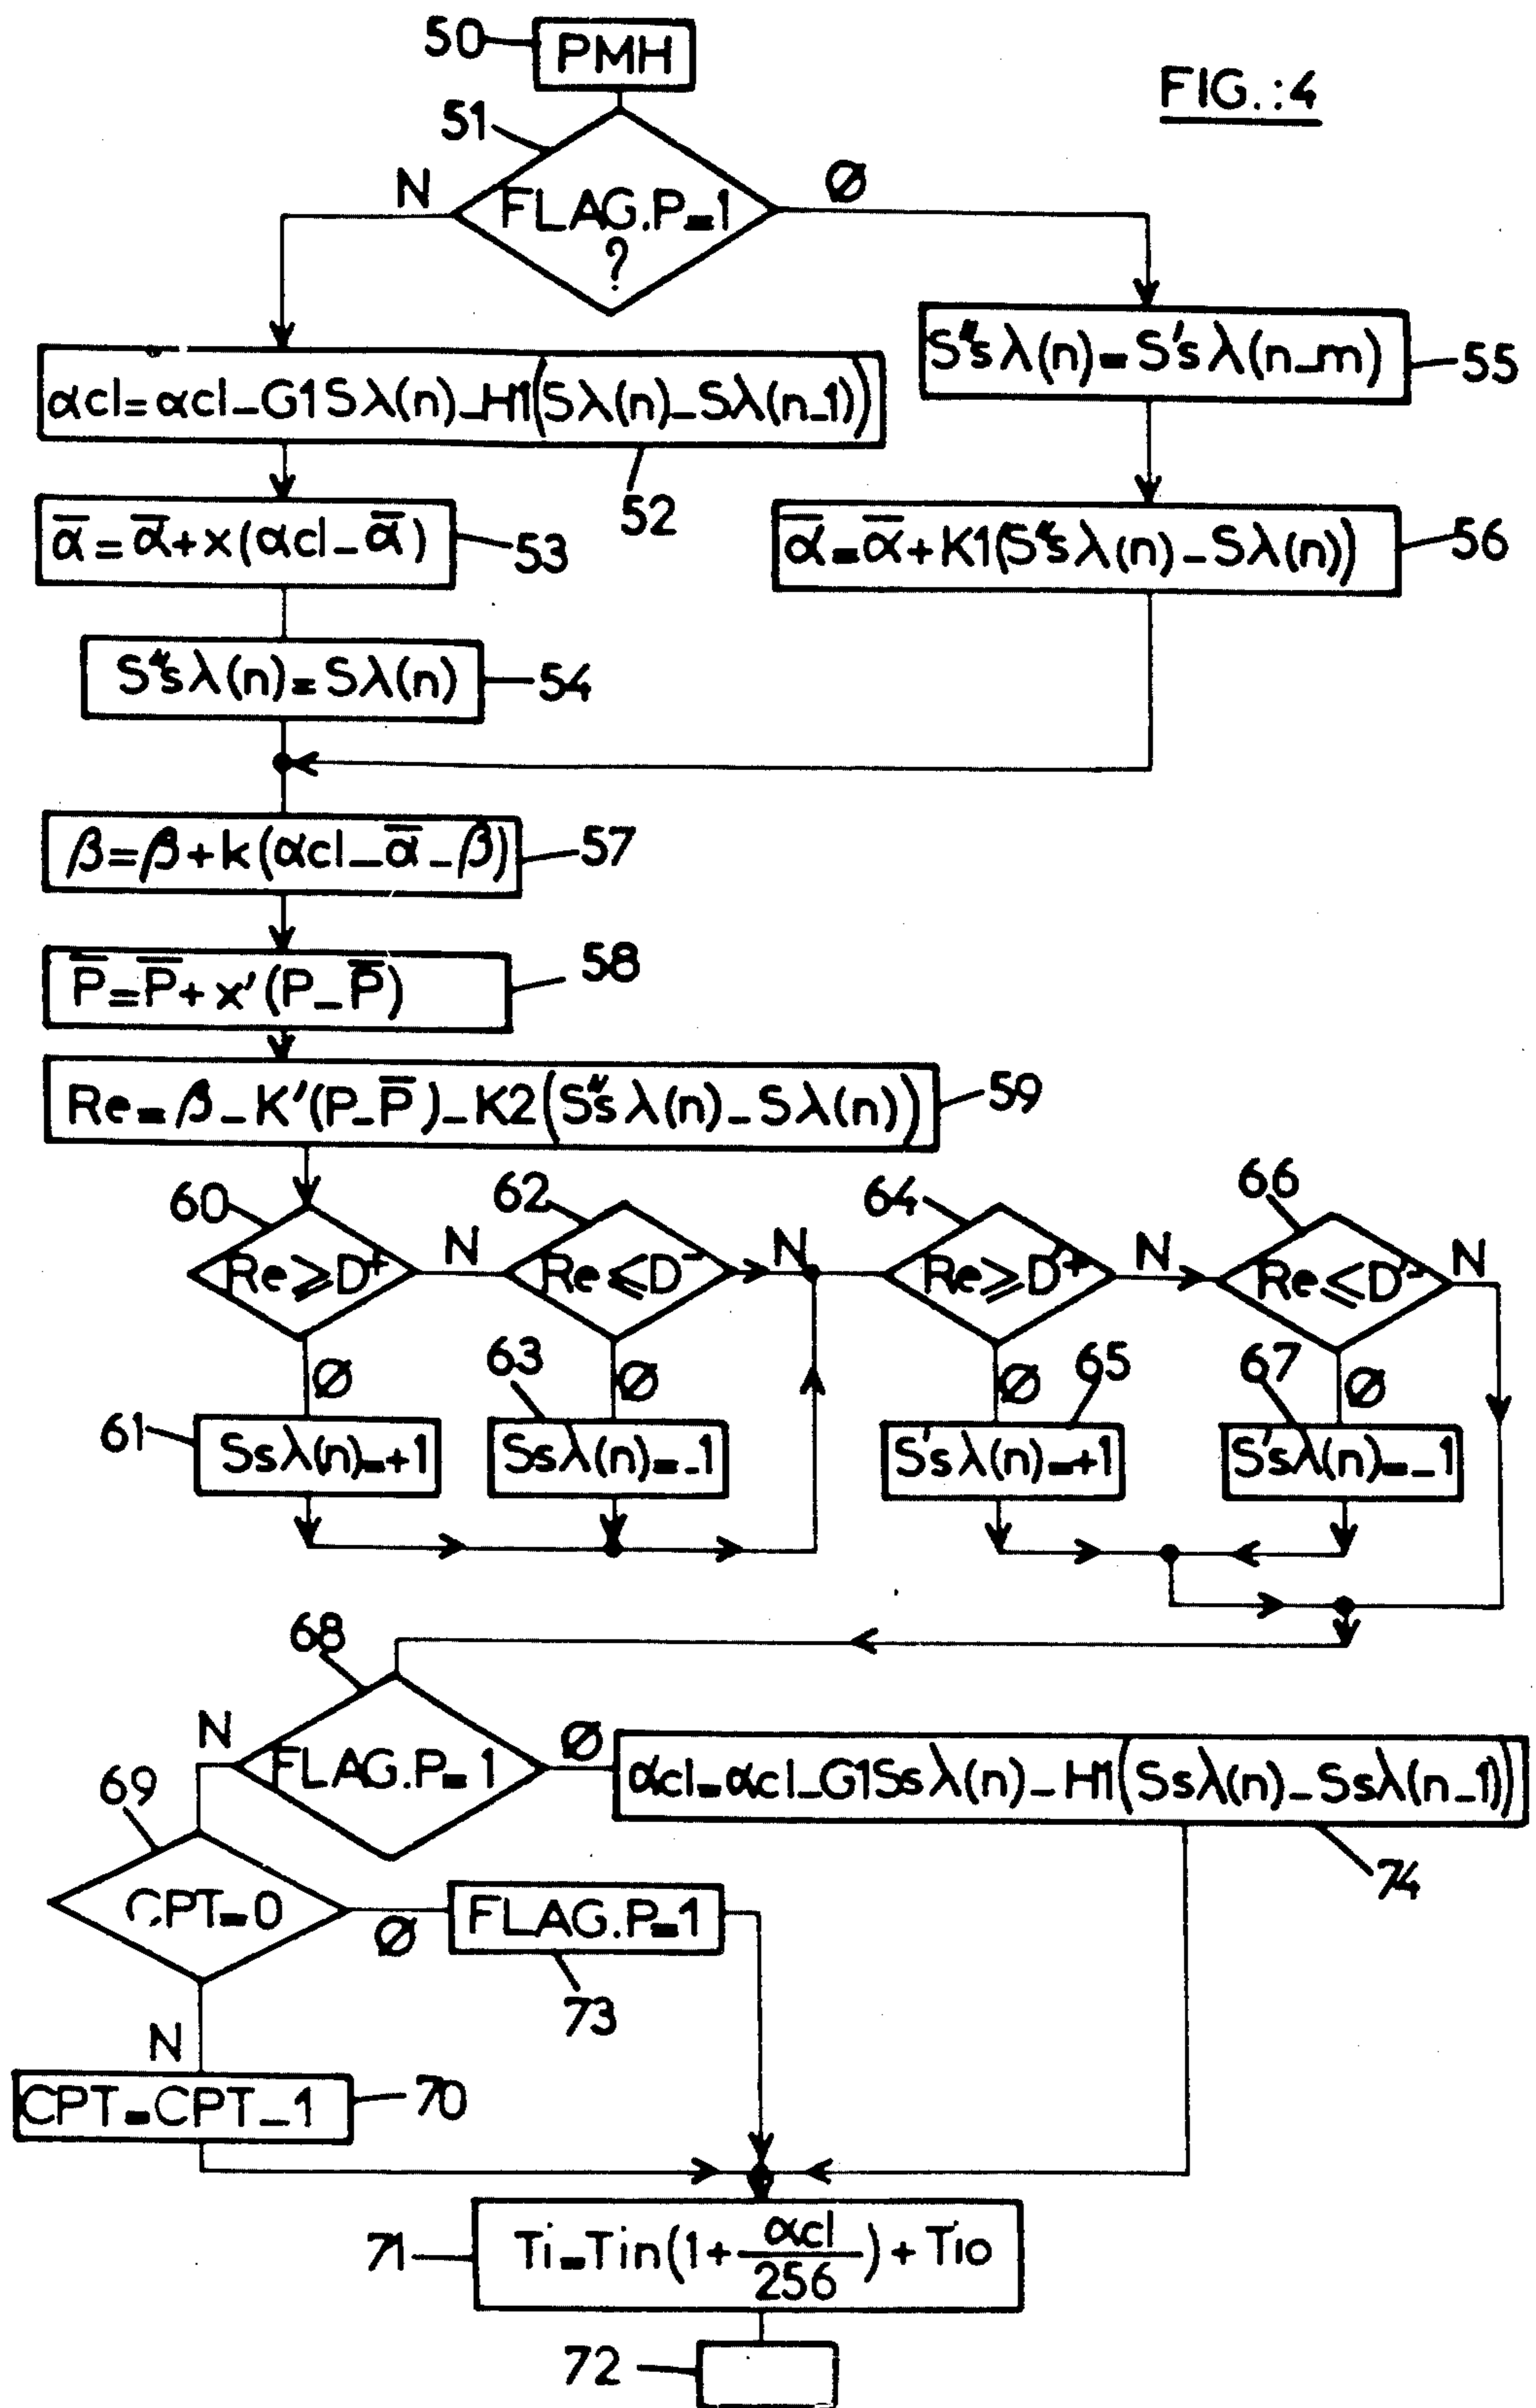 50
PMH
FIG.:4
51
N
FLAG.P=1
?
Ø
αcl=αcl-G1Sλ(n)-H1(Sλ(n)-Sλ(n-1))
52
S"sλ(n)=S'sλ(n-m)
55
ᾱ=ᾱ+x(αcl-ᾱ)
53
ᾱ=ᾱ+K1(S"sλ(n)-Sλ(n))
56
S"sλ(n)=Sλ(n)
54
β=β+k(αcl-ᾱ-β)
57
P̄=P̄+x'(P-P̄)
58
Re=β-K'(P-P̄)-K2(S"sλ(n)-Sλ(n))
59
60
Re≥D+
N
62
Re≤D-
N
64
Re≥D'+
N
66
Re≤D'-
N
Ø
63
Ø
Ø
65
67
Ø
61
Ssλ(n)=+1
Ssλ(n)=-1
S'sλ(n)=+1
S'sλ(n)=-1
68
N
FLAG.P=1
Ø
αcl=αcl-G1Ssλ(n)-H1(Ssλ(n)-Ssλ(n-1))
74
69
CPT=0
Ø
FLAG.P=1
73
N
CPT=CPT-1
70
71
Ti=Tin(1+αcl/256)+Tio
72